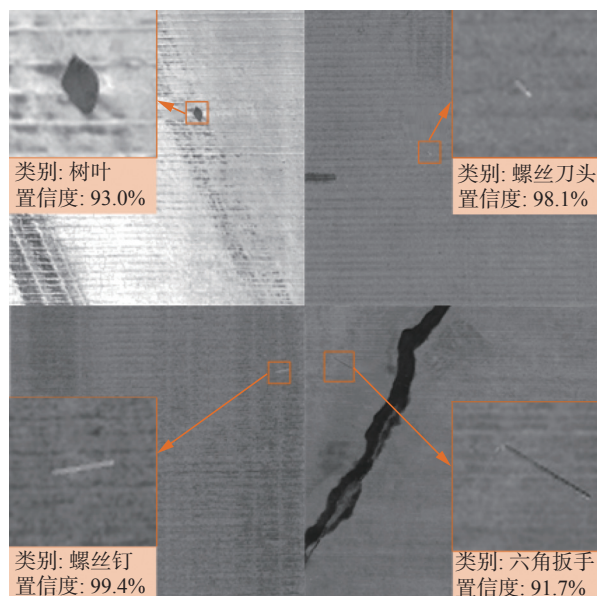 类别: 树叶
置信度: 93.0%
类别: 螺丝刀头
置信度: 98.1%
类别: 螺丝钉
置信度: 99.4%
类别: 六角扳手
置信度: 91.7%